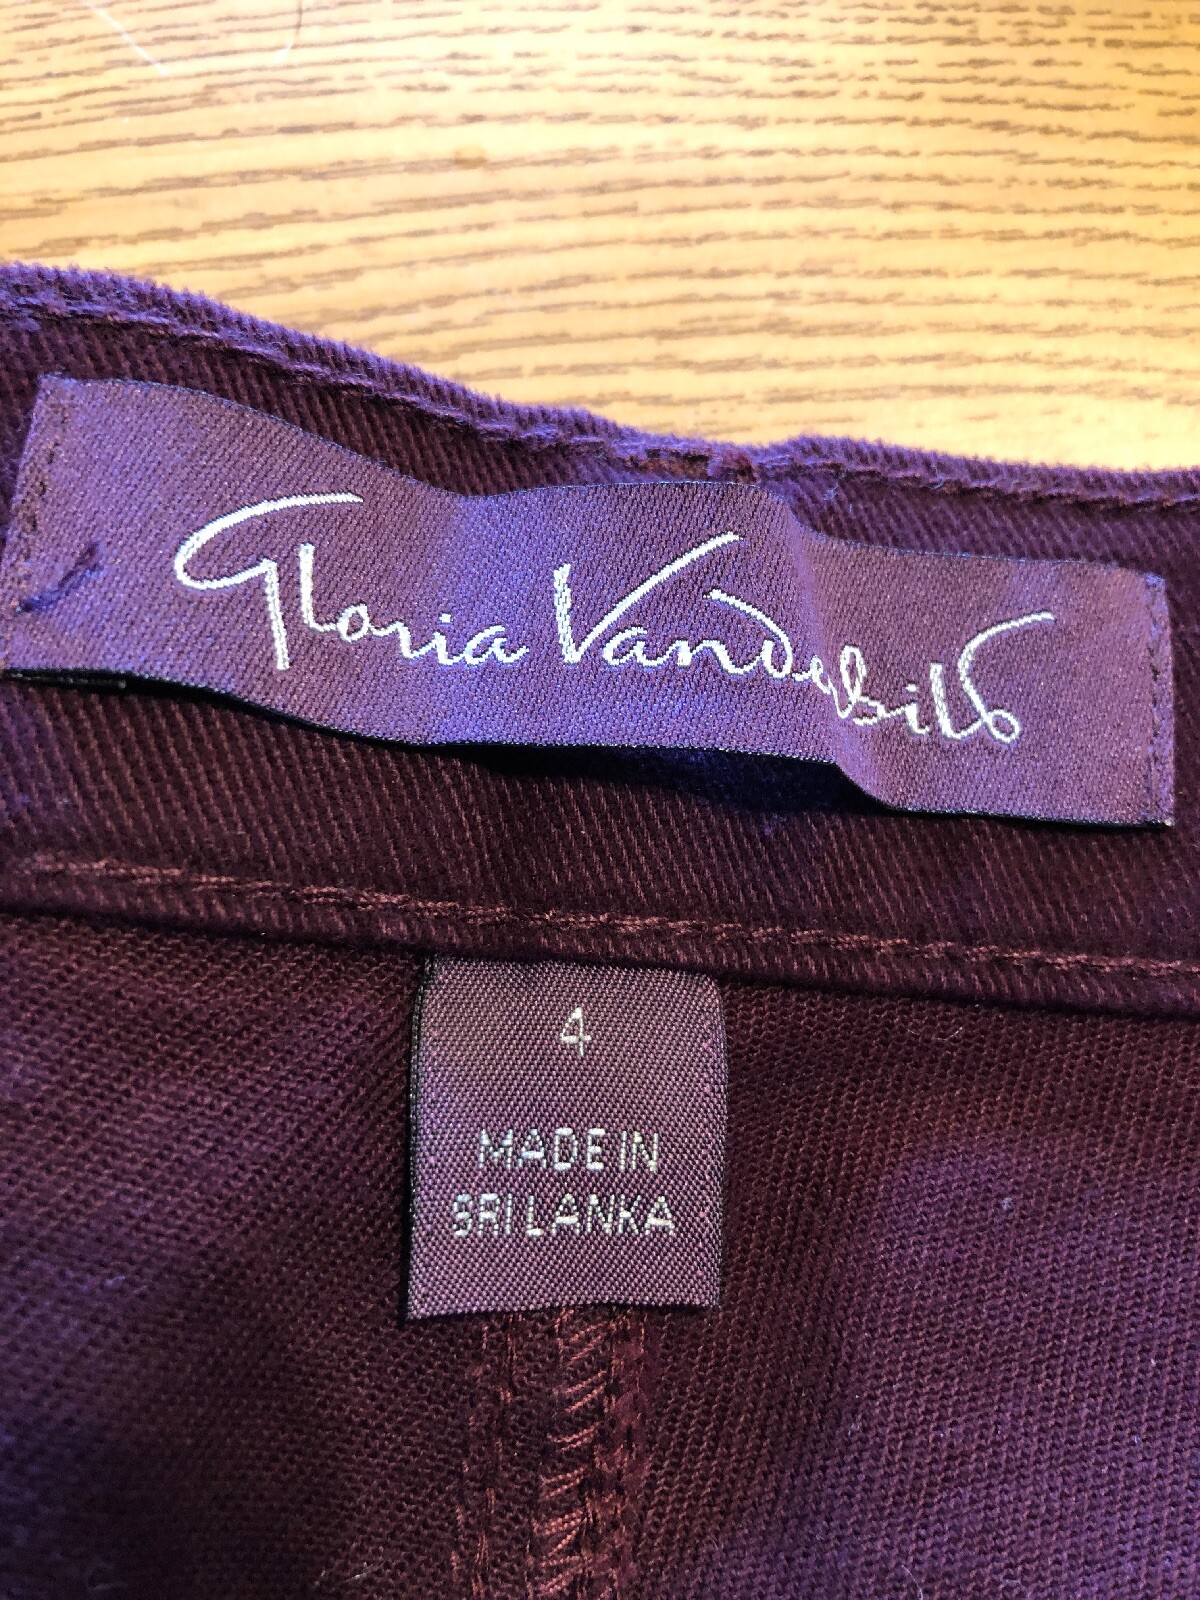 Gloria Vanderbilt
4
MADE IN
SRI LANKA